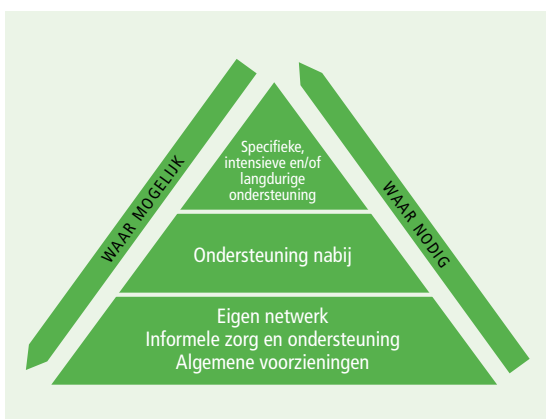 WAAR MOGELIJK
WAAR NODIG
Specifieke,
intensieve en/of
langdurige
ondersteuning
Ondersteuning nabij
Eigen netwerk
Informele zorg en ondersteuning
Algemene voorzieningen